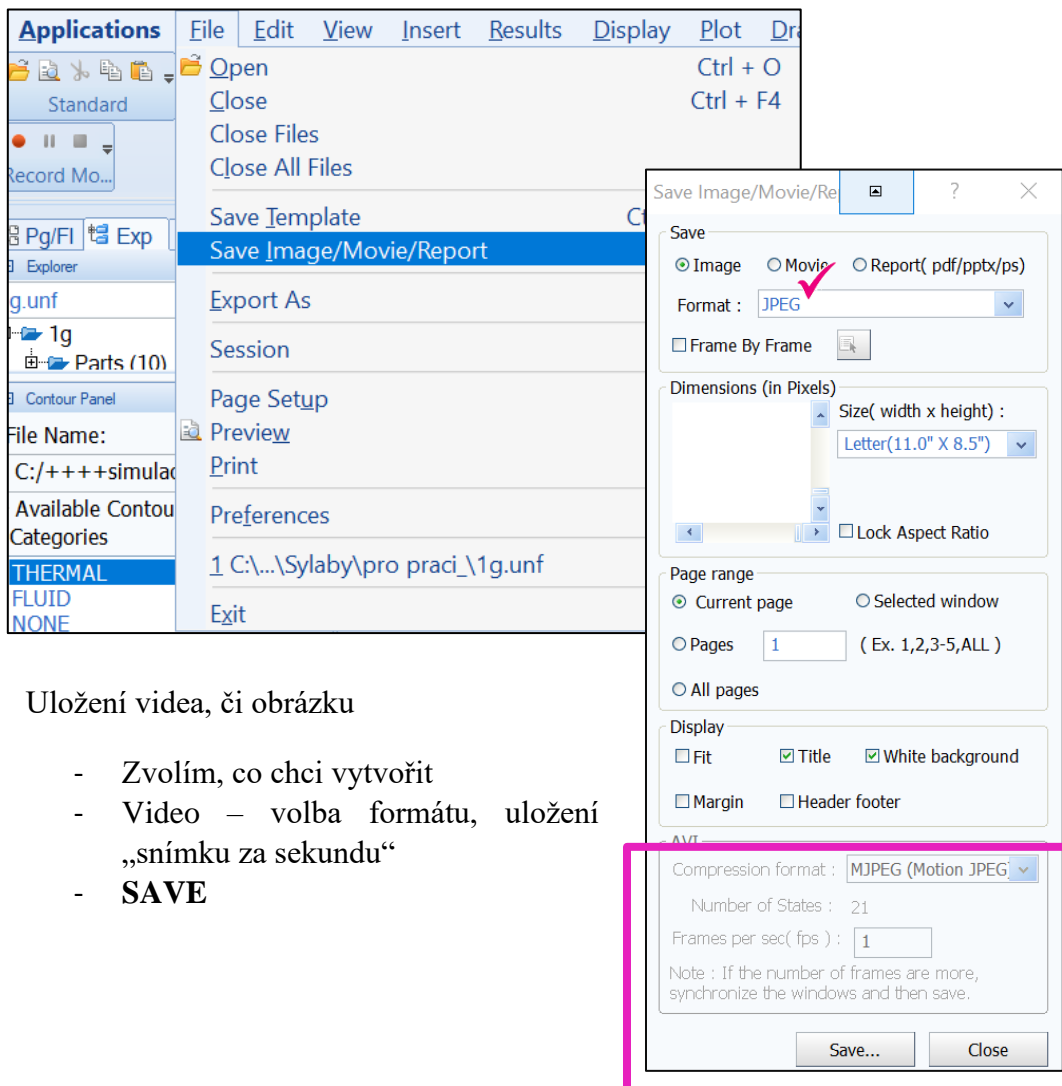 Applications File Edit View Insert Results Display Plot Dra
Open Ctrl + O
Standard
Close Ctrl + F4
Close Files
Record Mo...
Close All Files
Save Template Ct
Pg/Fl Exp
Save Image/Movie/Report
Explorer
g.unf
Export As
1g
Session
Parts (10)
Contour Panel
Page Setup
File Name:
Preview
C:/++++simulac
Print
Available Contou
Categories
Preferences
THERMAL
1 C:\...\Sylaby\pro praci_\1g.unf
FLUID
NONE
Exit
Save Image/Movie/Re ?
Save
Image Movie Report( pdf/pptx/ps)
Format : JPEG
Frame By Frame
Dimensions (in Pixels)
Size( width x height) :
Letter(11.0" X 8.5")
Lock Aspect Ratio
Page range
Current page Selected window
Pages 1 ( Ex. 1,2,3-5,ALL )
All pages
Display
Fit Title White background
Margin Header footer
AVI
Compression format : MJPEG (Motion JPEG)
Number of States : 21
Frames per sec( fps ) : 1
Note : If the number of frames are more,
synchronize the windows and then save.
Save... Close
Uložení videa, či obrázku
- Zvolím, co chci vytvořit
- Video – volba formátu, uložení
„snímku za sekundu“
- SAVE